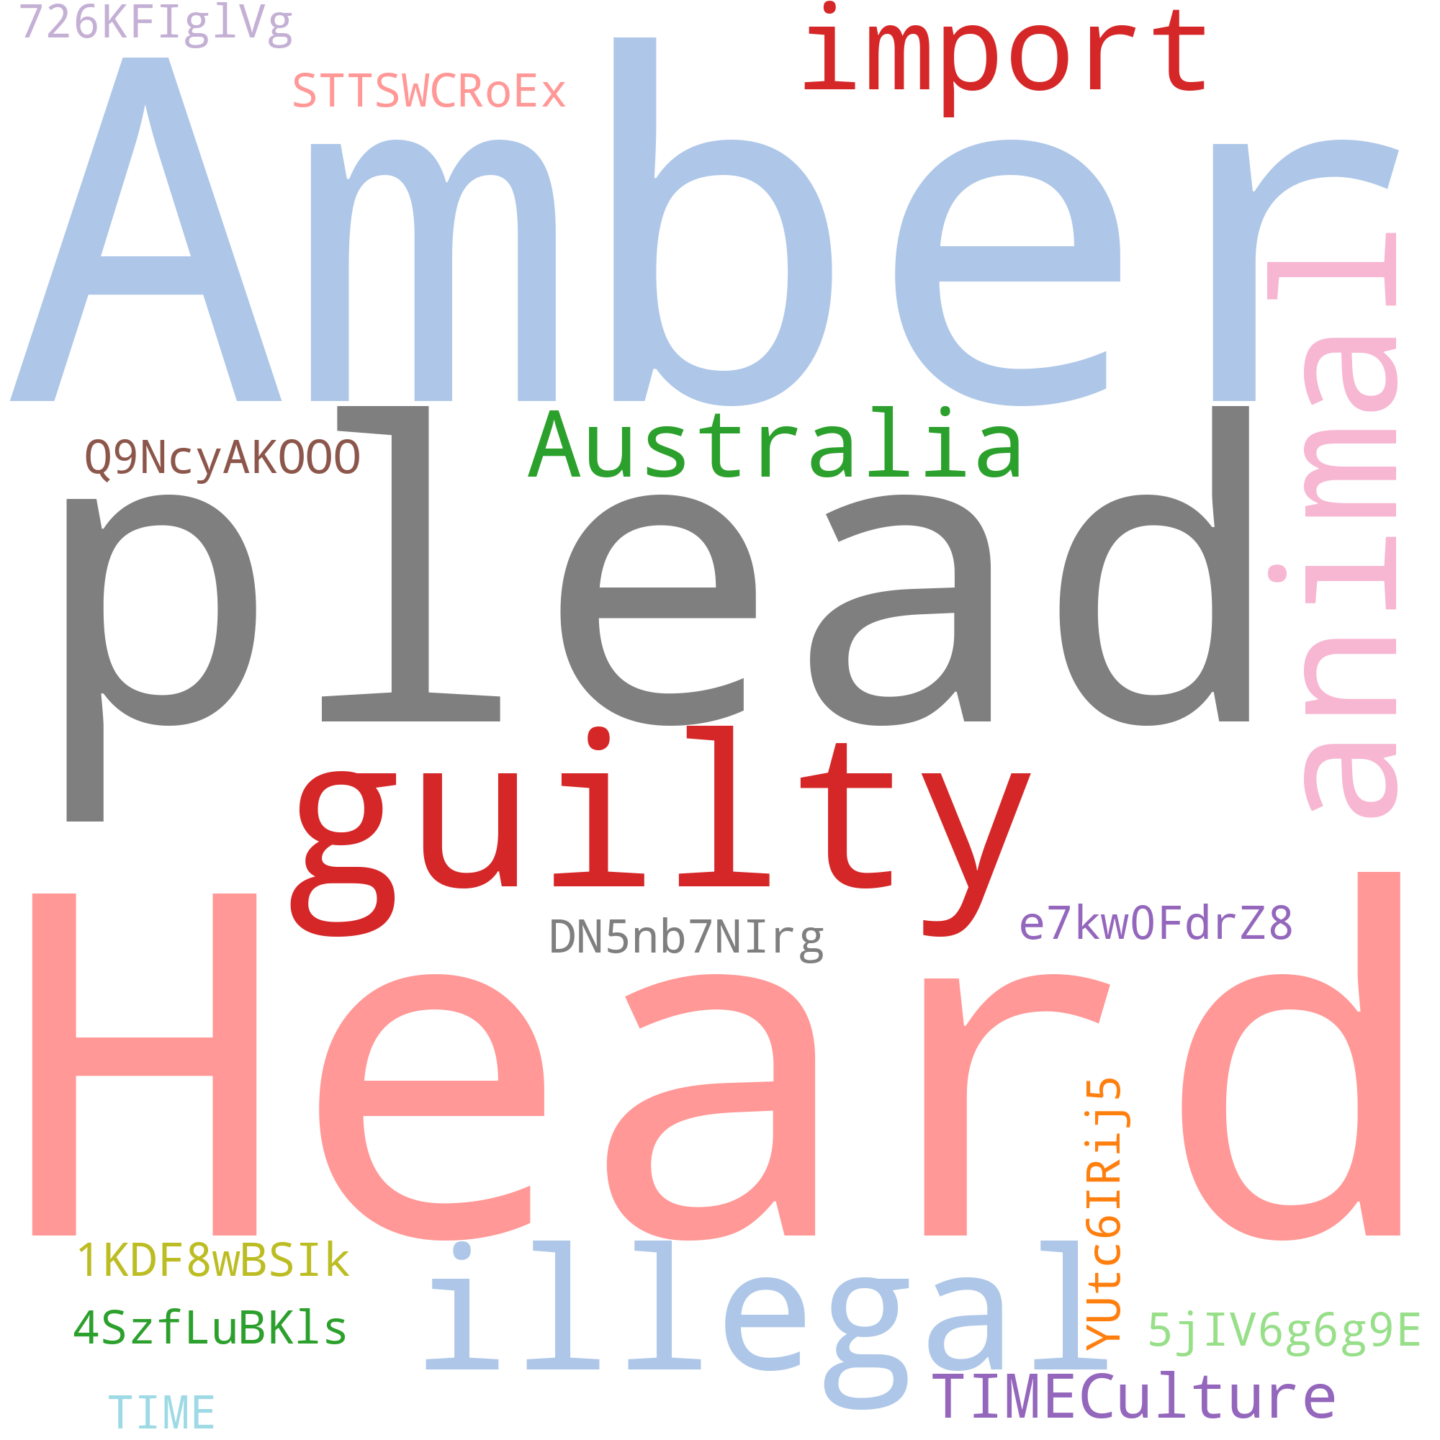 726KFIglVg
import
STTSWCRoEx
Amber
animal
Australia
Q9NcyAKOOO
plead
guilty
e7kw0FdrZ8
DN5nb7NIrg
Heard
YUtc6IRij5
1KDF8wBSIk
illegal
4SzfLuBKls
5jIV6g6g9E
TIMECulture
TIME